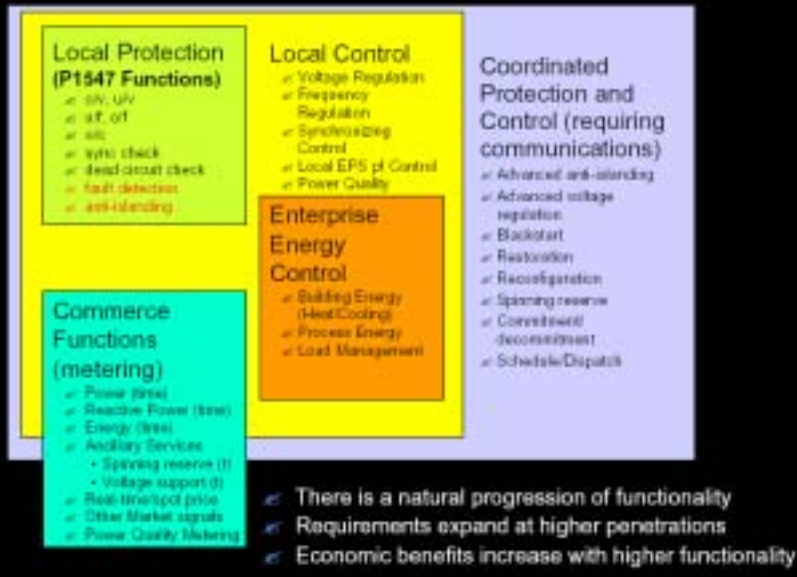 Local Protection
(P1547 Functions)
o/v, u/v
u/f, o/f
o/c
sync check
dead circuit check
fault detection
anti-islanding
Local Control
Voltage Regulation
Frequency
Regulation
Synchronizing
Control
Local EPS pf Control
Power Quality
Enterprise
Energy
Control
Building Energy
(Heat/Cooling)
Process Energy
Load Management
Coordinated
Protection and
Control (requiring
communications)
Advanced anti-islanding
Advanced voltage
regulation
Blackstart
Restoration
Reconfiguration
Spinning reserve
Commitment/
decommitment
Schedule/Dispatch
Commerce
Functions
(metering)
Power (time)
Reactive Power (time)
Energy (time)
Ancillary Services
• Spinning reserve (t)
• Voltage support (t)
Real-time/spot price
Other Market signals
Power Quality Metering
There is a natural progression of functionality
Requirements expand at higher penetrations
Economic benefits increase with higher functionality